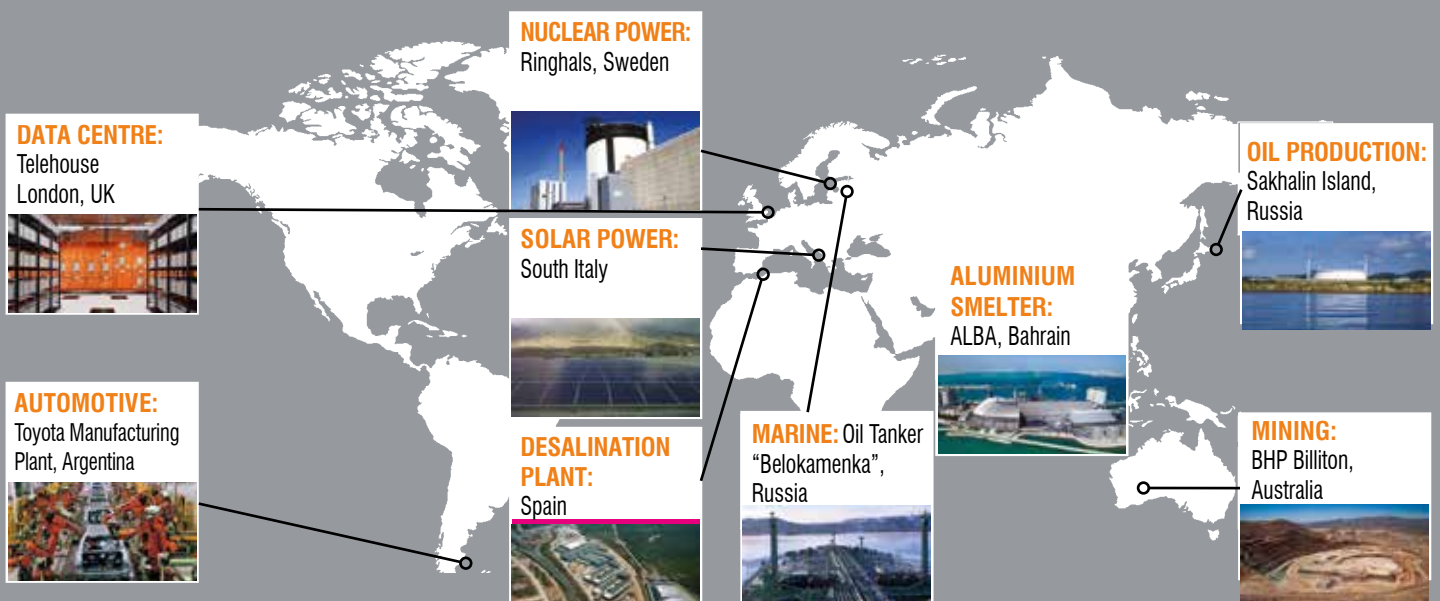 NUCLEAR POWER:
Ringhals, Sweden
DATA CENTRE:
Telehouse
London, UK
OIL PRODUCTION:
Sakhalin Island,
Russia
SOLAR POWER:
South Italy
ALUMINIUM
SMELTER:
ALBA, Bahrain
AUTOMOTIVE:
Toyota Manufacturing
Plant, Argentina
DESALINATION
PLANT:
Spain
MARINE: Oil Tanker
“Belokamenka”,
Russia
MINING:
BHP Billiton,
Australia